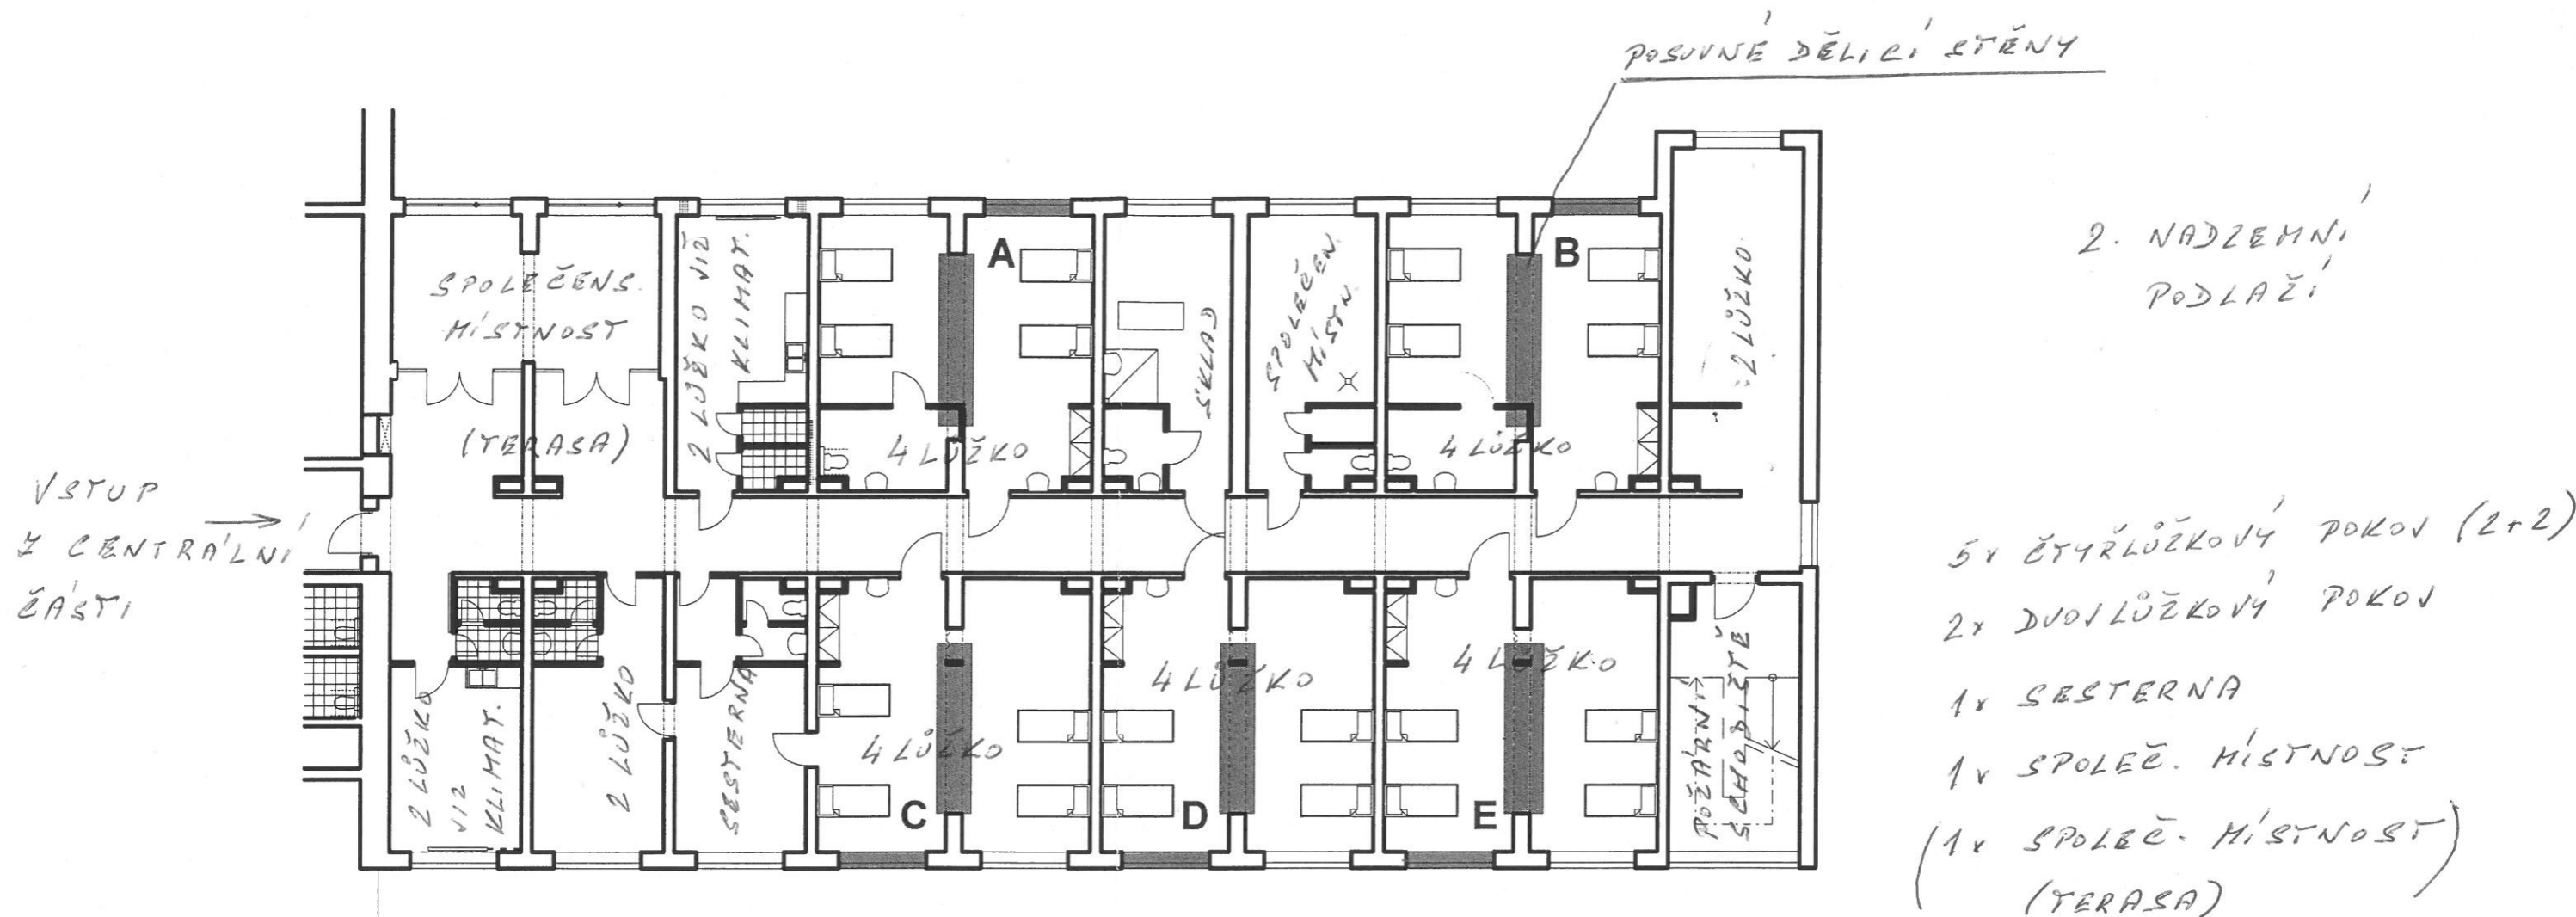 POSUVNÉ DĚLICÍ STĚNY
2. NADZEMNÍ
PODLAŽÍ
SPOLEČENS.
MÍSTNOST
(TERASA)
2 LŮŽKO VIZ
KLIMAT.
A
4 LŮŽKO
SKLAD
SPOLEČEN.
MÍSTN.
B
4 LŮŽKO
2 LŮŽKO
VSTUP
Z CENTRÁLNÍ
ČÁSTI
2 LŮŽKO
VIZ
KLIMAT.
2 LŮŽKO
SESTERNA
4 LŮŽKO
C
4 LŮŽKO
D
4 LŮŽKO
E
POŽÁRNÍ
SCHODIŠTĚ
5x ČTYŘLŮŽKOVÝ POKOJ (2+2)
2x DVOJLŮŽKOVÝ POKOJ
1x SESTERNA
1x SPOLEČ. MÍSTNOST
(1x SPOLEČ. MÍSTNOST)
(TERASA)